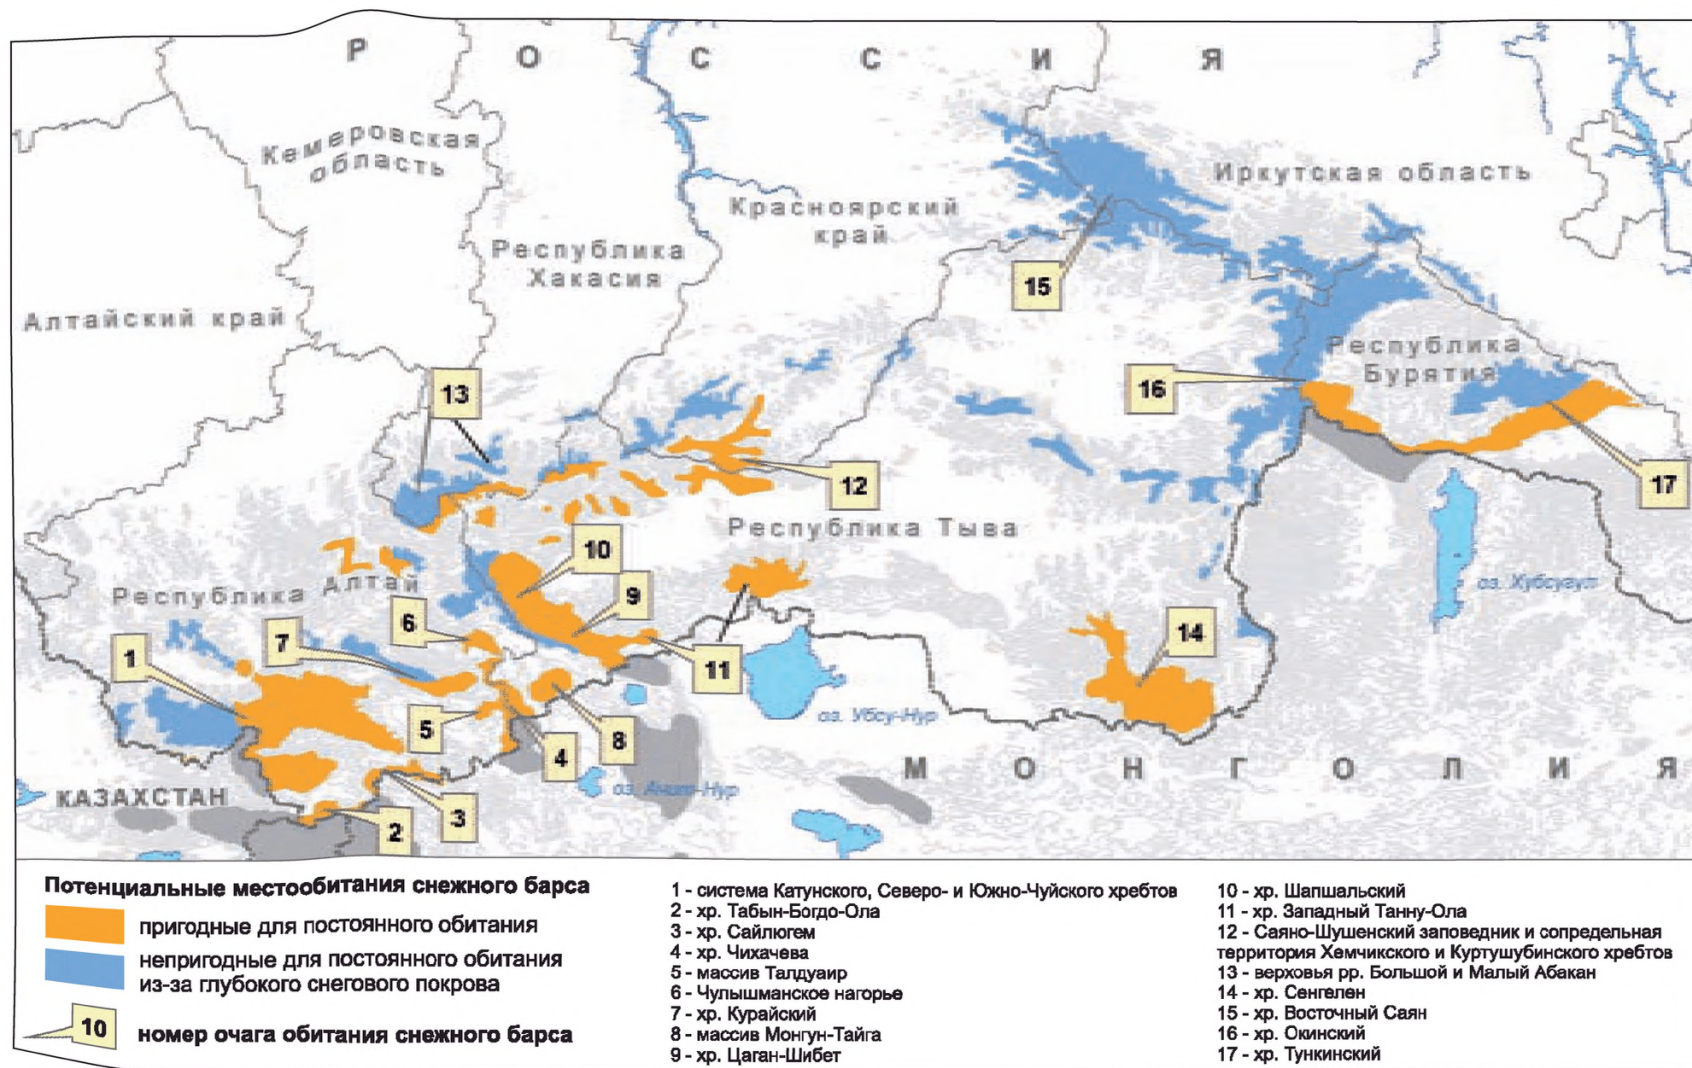 Р О С С И Я
Кемеровская
область
Иркутская область
Красноярский
край
Республика
Хакасия
Алтайский край
15
Республика
Бурятия
16
13
17
12
Республика Тыва
10
оз. Хубсугул
Республика Алтай
9
6
14
7
1
11
оз. Убсу-Нур
5
8
4
М О Н Г О Л И Я
КАЗАХСТАН
оз. Ачит-Нур
3
2
Потенциальные местообитания снежного барса
пригодные для постоянного обитания
непригодные для постоянного обитания
из-за глубокого снегового покрова
10 номер очага обитания снежного барса
1 - система Катунского, Северо- и Южно-Чуйского хребтов
2 - хр. Табын-Богдо-Ола
3 - хр. Сайлюгем
4 - хр. Чихачева
5 - массив Талдуаир
6 - Чулышманское нагорье
7 - хр. Курайский
8 - массив Монгун-Тайга
9 - хр. Цаган-Шибет
10 - хр. Шапшальский
11 - хр. Западный Танну-Ола
12 - Саяно-Шушенский заповедник и сопредельная
территория Хемчикского и Куртушубинского хребтов
13 - верховья рр. Большой и Малый Абакан
14 - хр. Сенгелен
15 - хр. Восточный Саян
16 - хр. Окинский
17 - хр. Тункинский